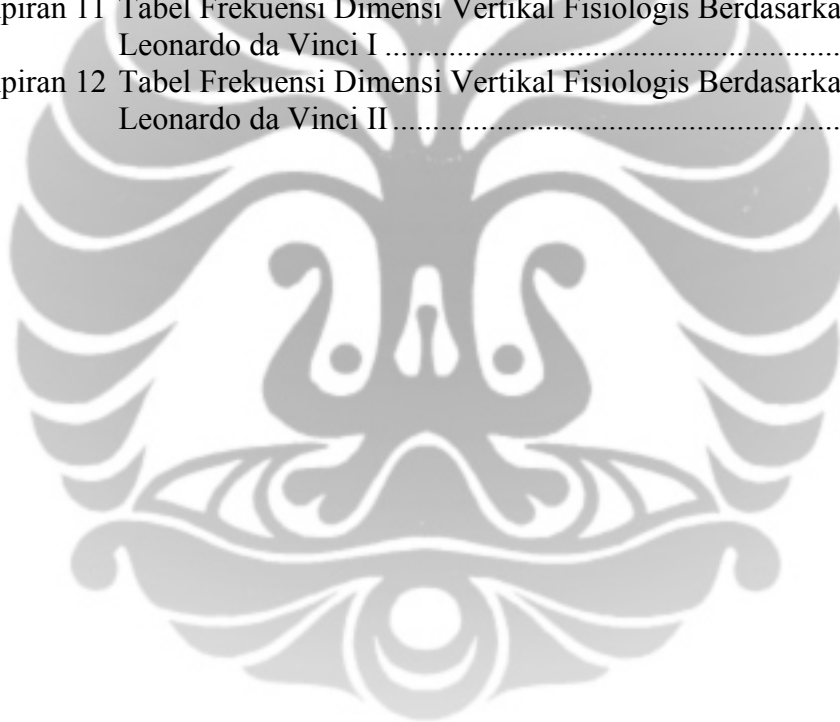 piran 11 Tabel Frekuensi Dimensi Vertikal Fisiologis Berdasarka
Leonardo da Vinci I ..........................................................
piran 12 Tabel Frekuensi Dimensi Vertikal Fisiologis Berdasarka
Leonardo da Vinci II .........................................................